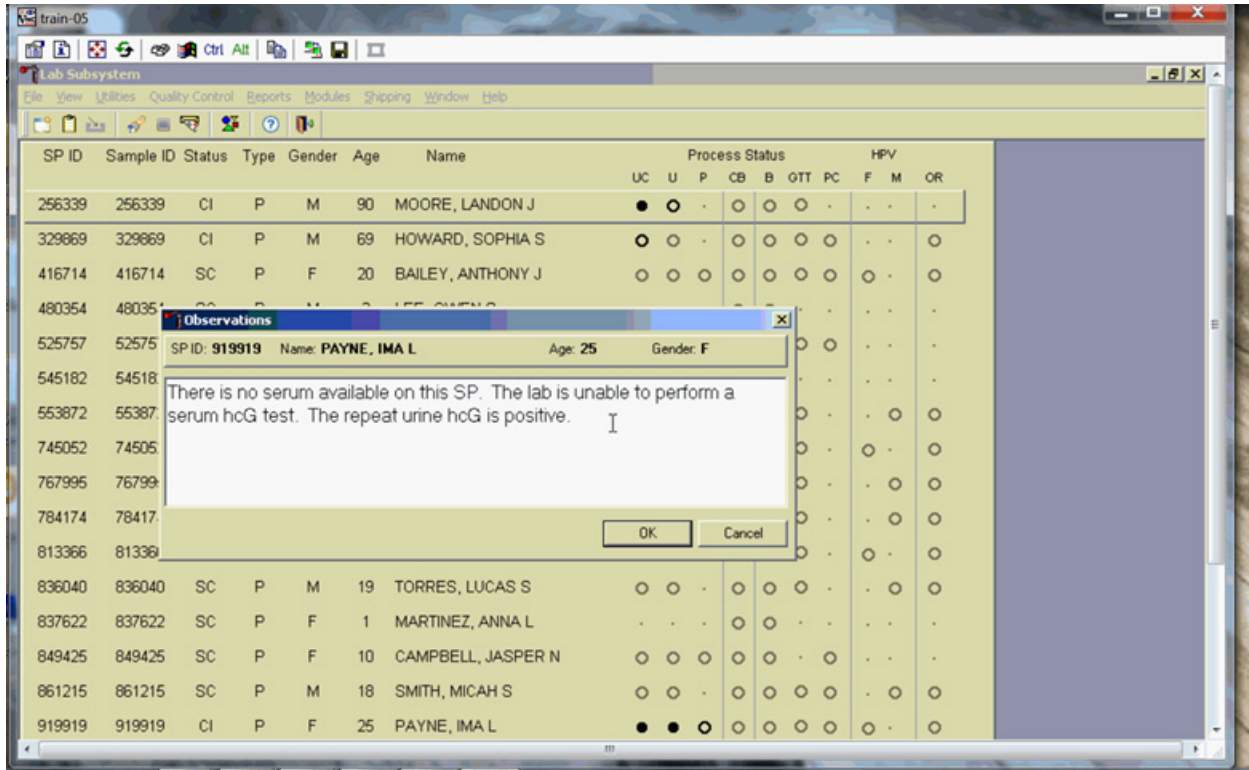 train-05
Ctrl Alt
Lab Subsystem
File View Utilities Quality Control Reports Modules Shipping Window Help
SP ID Sample ID Status Type Gender Age Name Process Status HPV
UC U P CB B GTT PC F M OR
256339 256339 CI P M 90 MOORE, LANDON J
329869 329869 CI P M 69 HOWARD, SOPHIA S
416714 416714 SC P F 20 BAILEY, ANTHONY J
480354
Observations
525757
SP ID: 919919 Name: PAYNE, IMA L Age: 25 Gender: F
545182
There is no serum available on this SP. The lab is unable to perform a
553872
serum hcG test. The repeat urine hcG is positive.
745052
767995
784174
OK Cancel
813366
836040 836040 SC P M 19 TORRES, LUCAS S
837622 837622 SC P F 1 MARTINEZ, ANNA L
849425 849425 SC P F 10 CAMPBELL, JASPER N
861215 861215 SC P M 18 SMITH, MICAH S
919919 919919 CI P F 25 PAYNE, IMA L